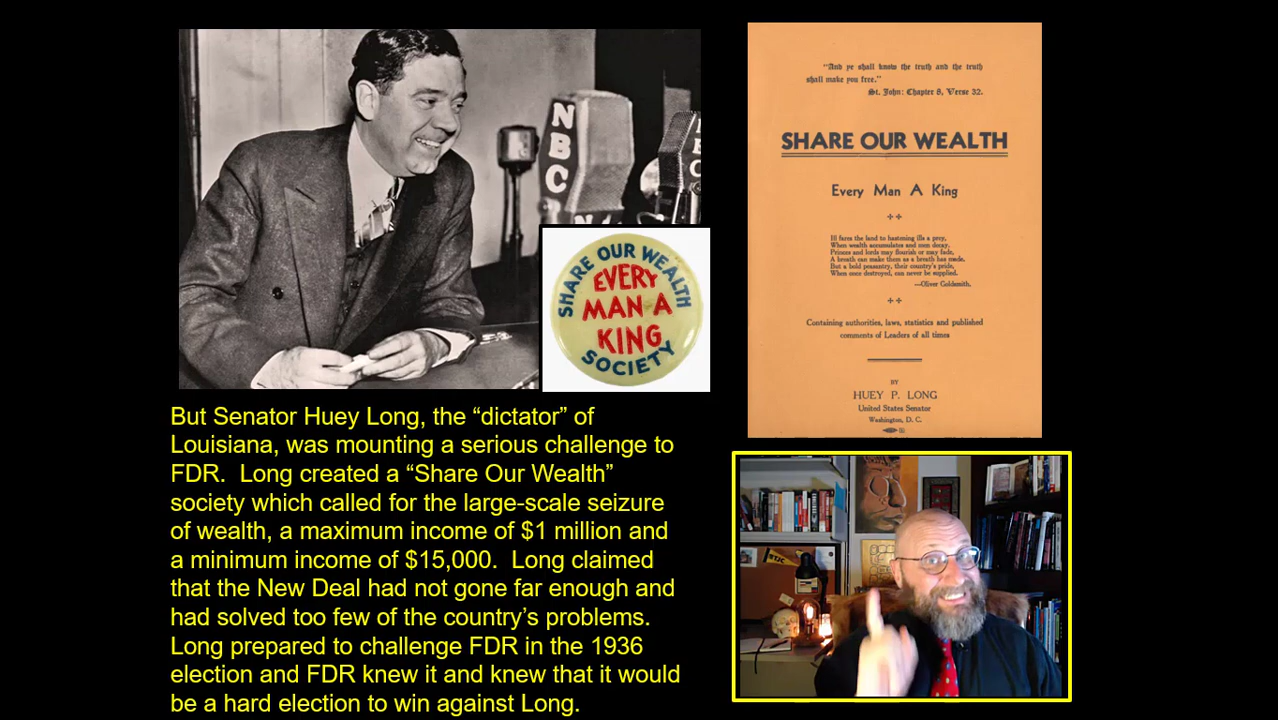 NBC
NBC
SHARE OUR WEALTH
EVERY
MAN A
KING
SOCIETY
"And ye shall know the truth and the truth
shall make you free."
St. John: Chapter 8, Verse 32.
SHARE OUR WEALTH
Every Man A King
Ill fares the land to hastening ills a prey,
When wealth accumulates and men decay,
Princes and lords may flourish or may fade,
A breath can make them as a breath has made.
But a bold peasantry, their country's pride,
When once destroyed, can never be supplied.
—Oliver Goldsmith.
Containing authorities, laws, statistics and published
comments of Leaders of all times
BY
HUEY P. LONG
United States Senator
Washington, D. C.
But Senator Huey Long, the “dictator” of
Louisiana, was mounting a serious challenge to
FDR.  Long created a “Share Our Wealth”
society which called for the large-scale seizure
of wealth, a maximum income of $1 million and
a minimum income of $15,000.  Long claimed
that the New Deal had not gone far enough and
had solved too few of the country’s problems.
Long prepared to challenge FDR in the 1936
election and FDR knew it and knew that it would
be a hard election to win against Long.